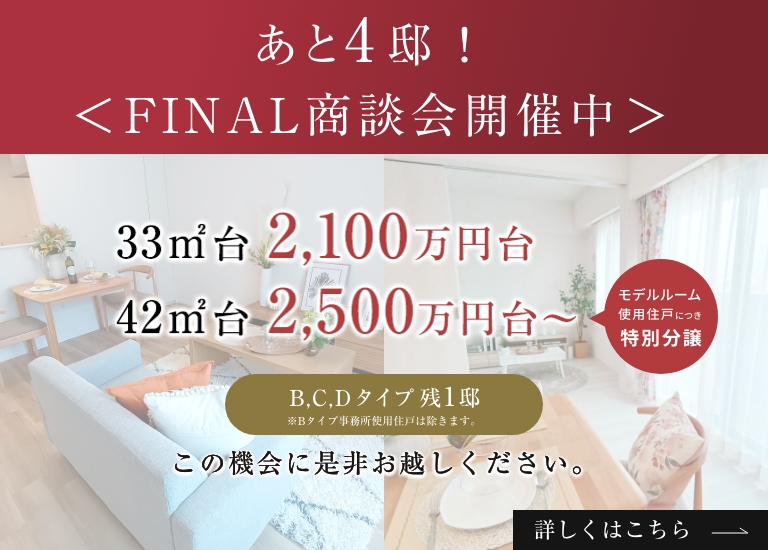 あと4邸！
＜FINAL商談会開催中＞
33㎡台 2,100万円台
42㎡台 2,500万円台～
モデルルーム
使用住戸につき
特別分譲
B,C,Dタイプ 残1邸
※Bタイプ事務所使用住戸は除きます。
この機会に是非お越しください。
詳しくはこちら